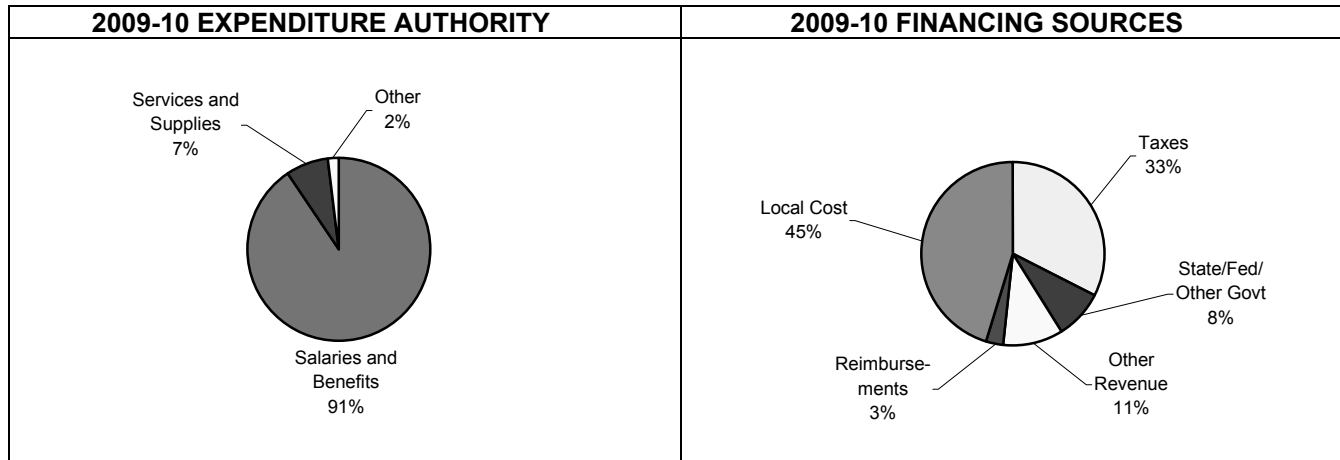 2009-10 EXPENDITURE AUTHORITY
Services and
Supplies
7%
Other
2%
Salaries and
Benefits
91%
2009-10 FINANCING SOURCES
Taxes
33%
Local Cost
45%
State/Fed/
Other Govt
8%
Reimburse-
ments
3%
Other
Revenue
11%